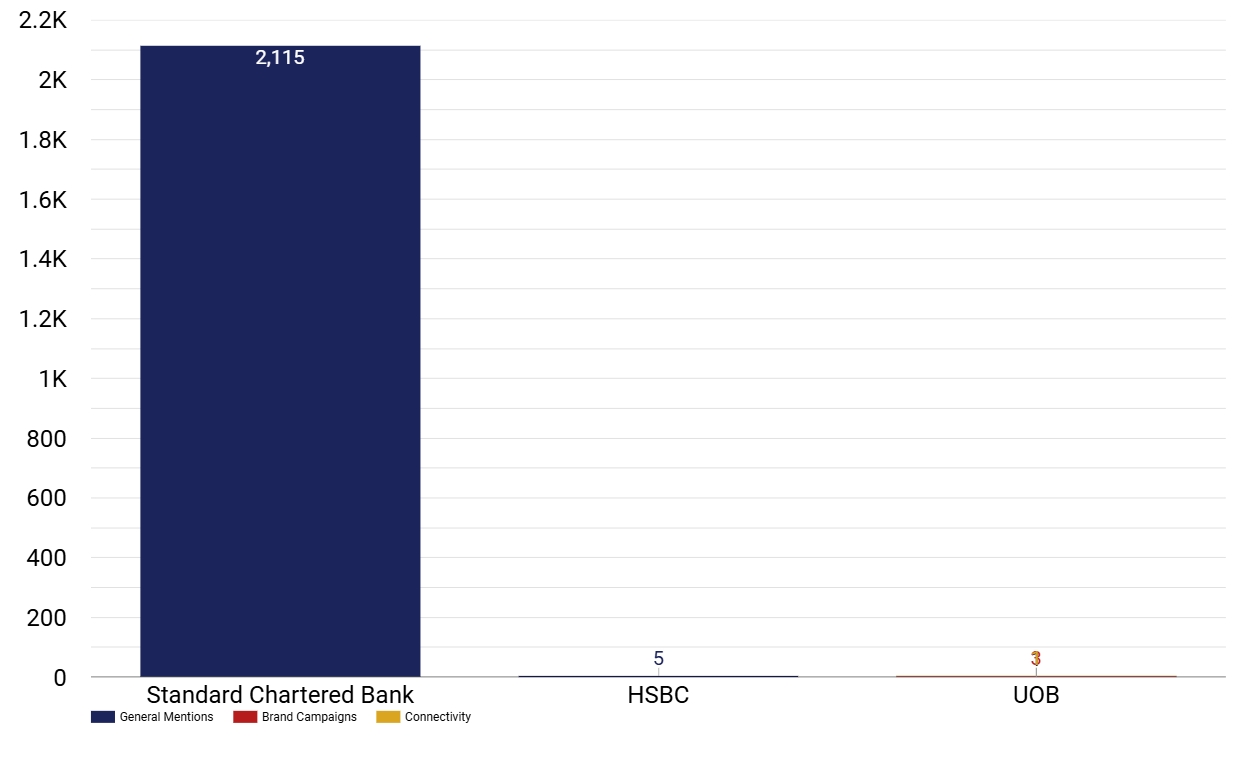 2.2K
2K
1.8K
1.6K
1.4K
1.2K
1K
800
600
400
200
0
2,115
5
Standard Chartered Bank HSBC UOB
General Mentions Brand Campaigns Connectivity